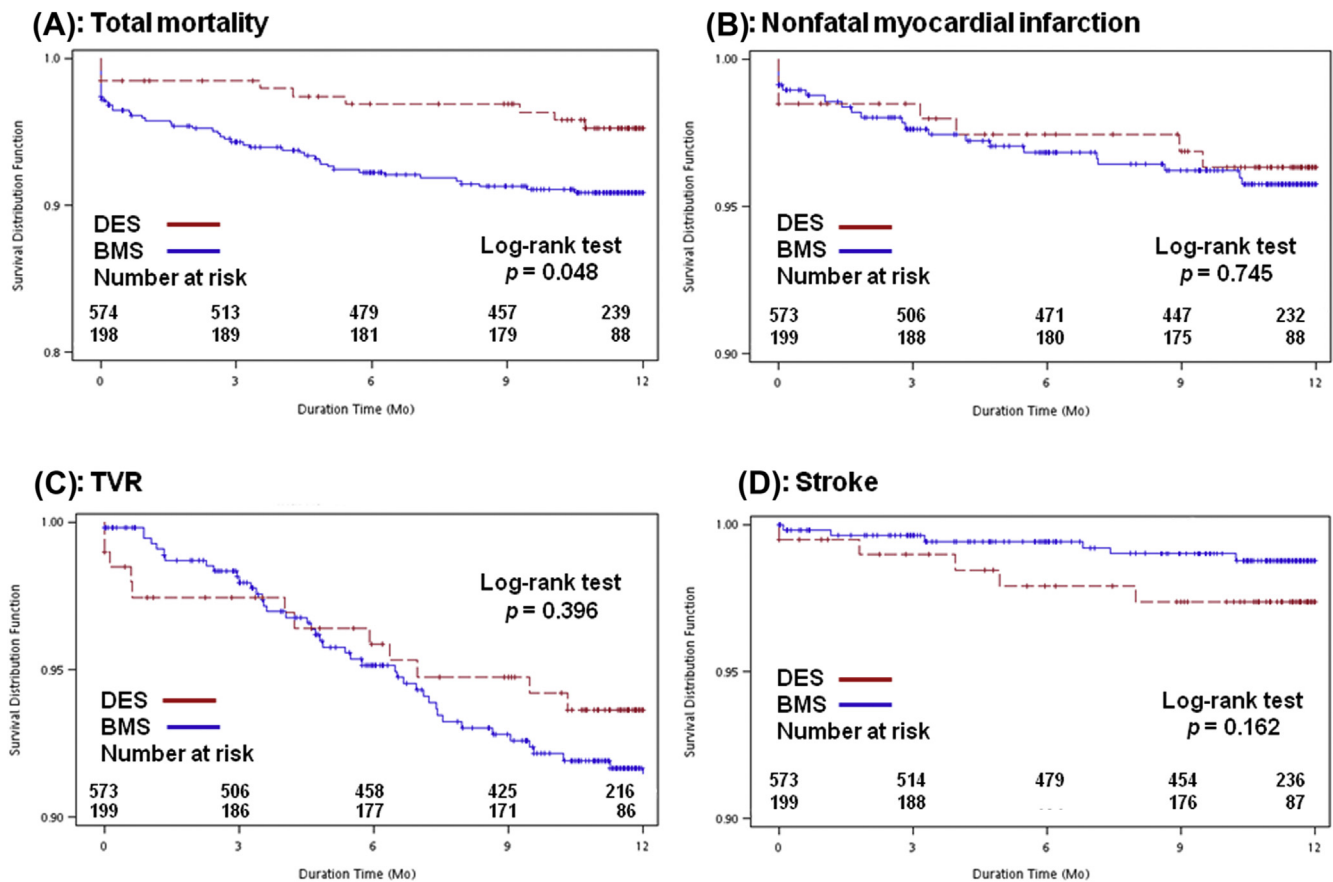 (A): Total mortality
1.0
0.9
0.8
Survival Distribution Function
DES
BMS
Number at risk
Log-rank test
p = 0.048
574 513 479 457 239
198 189 181 179 88
0 3 6 9 12
Duration Time (Mo)
(B): Nonfatal myocardial infarction
1.00
0.95
0.90
Survival Distribution Function
DES
BMS
Number at risk
Log-rank test
p = 0.745
573 506 471 447 232
199 188 180 175 88
0 3 6 9 12
Duration Time (Mo)
(C): TVR
1.00
0.95
0.90
Survival Distribution Function
Log-rank test
p = 0.396
DES
BMS
Number at risk
573 506 458 425 216
199 186 177 171 86
0 3 6 9 12
Duration Time (Mo)
(D): Stroke
1.00
0.95
0.90
Survival Distribution Function
DES
BMS
Number at risk
Log-rank test
p = 0.162
573 514 479 454 236
199 188 176 87
0 3 6 9 12
Duration Time (Mo)